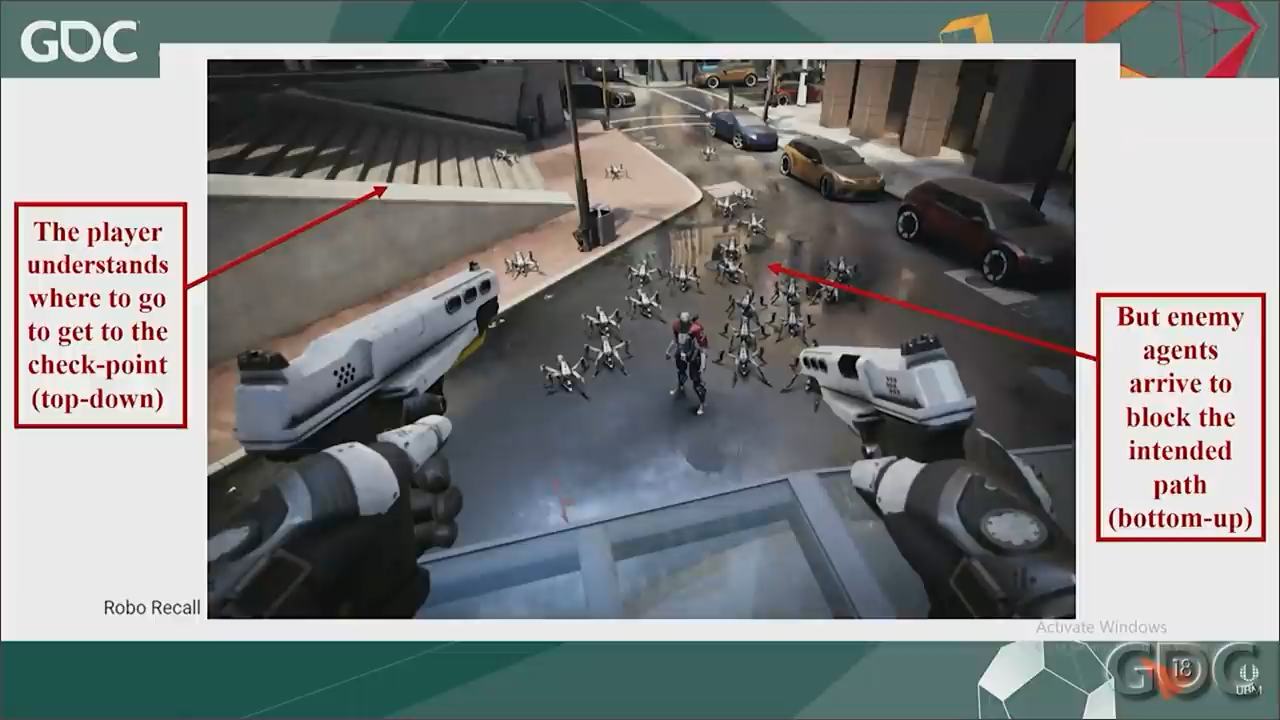 GDC
The player
understands
where to go
to get to the
check-point
(top-down)
But enemy
agents
arrive to
block the
intended
path
(bottom-up)
Robo Recall
Activate Windows
GDC
18